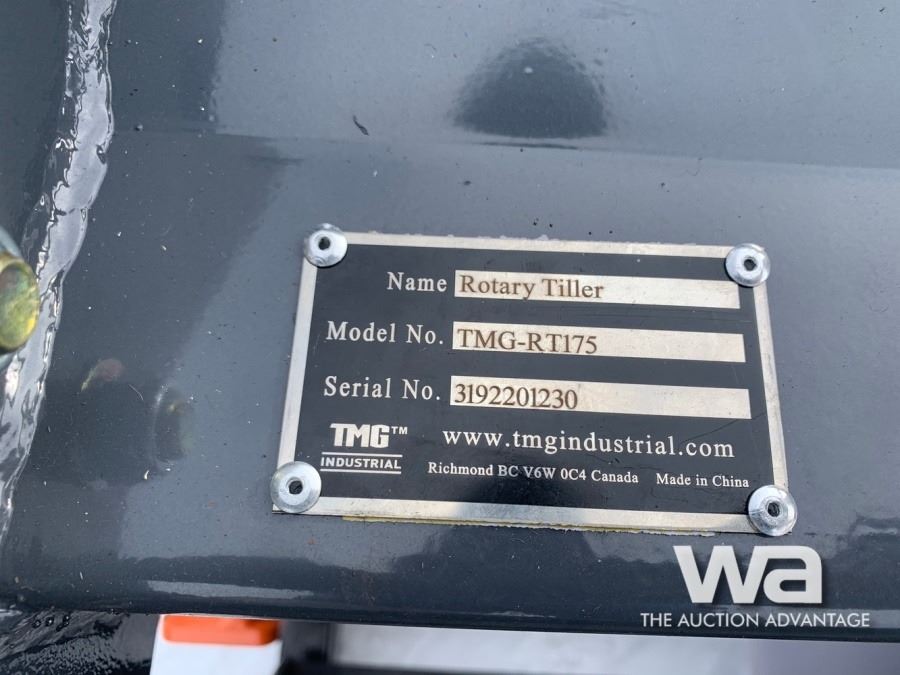 Name Rotary Tiller
Model No. TMG-RT175
Serial No. 3192201230
TMG™
INDUSTRIAL
www.tmgindustrial.com
Richmond BC V6W 0C4 Canada Made in China
wa
THE AUCTION ADVANTAGE